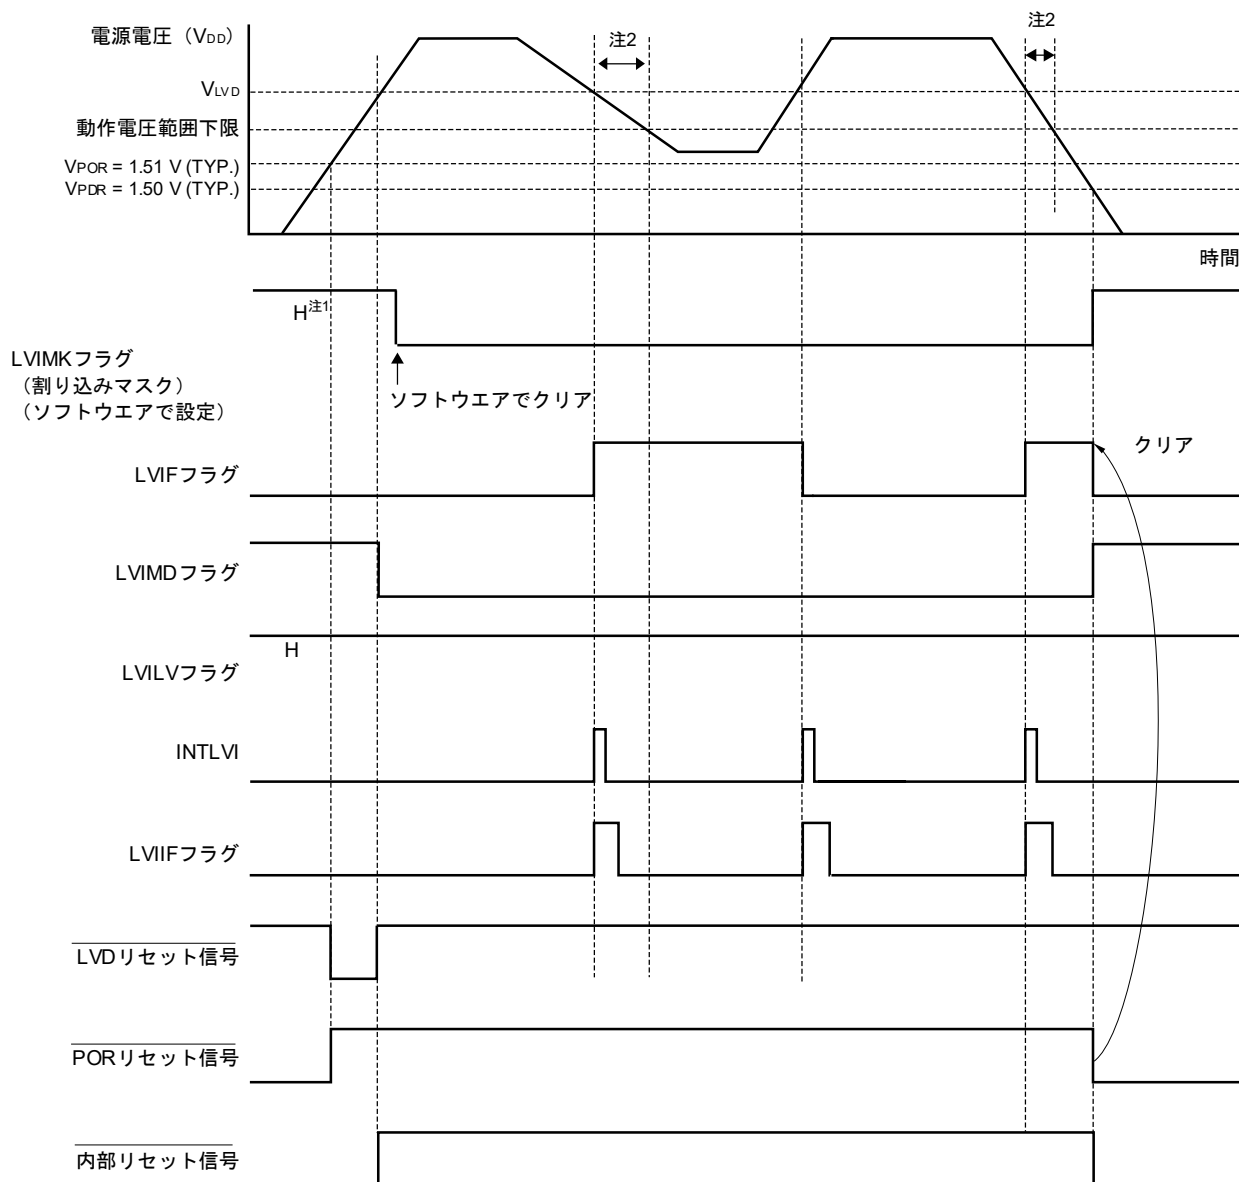 電源電圧（VDD）
注2
注2
VLVD
動作電圧範囲下限
VPOR = 1.51 V (TYP.)
VPDR = 1.50 V (TYP.)
時間
H注1
LVIMKフラグ
（割り込みマスク）
（ソフトウエアで設定）
ソフトウエアでクリア
クリア
LVIFフラグ
LVIMDフラグ
H
LVILVフラグ
INTLVI
LVIIFフラグ
LVDリセット信号
PORリセット信号
内部リセット信号